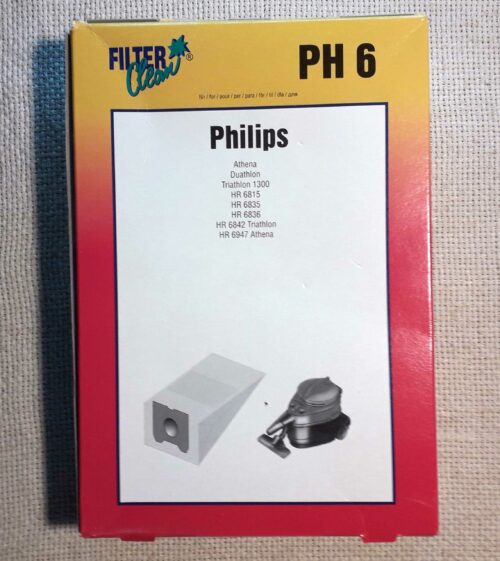 FILTER
Clean®
PH 6
für / for / pour / per / para / för / til / dla / для
Philips
Athena
Duathlon
Triathlon 1300
HR 6815
HR 6835
HR 6836
HR 6842 Triathlon
HR 6947 Athena